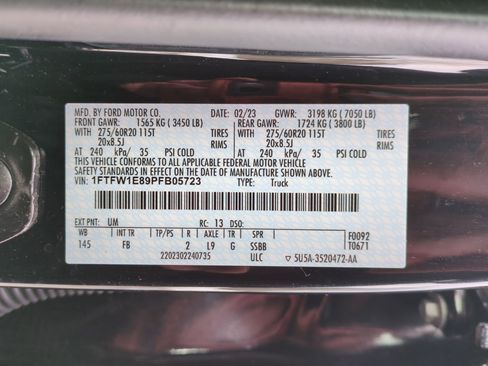 MFD. BY FORD MOTOR CO. DATE: 02/23 GVWR: 3198 KG ( 7050 LB)
FRONT GAWR: 1565 KG ( 3450 LB) REAR GAWR: 1724 KG ( 3800 LB)
WITH 275/60R20 115T TIRES WITH 275/60R20 115T TIRES
20x8.5J RIMS 20x8.5J RIMS
AT 240 kPa/ 35 PSI COLD AT 240 kPa/ 35 PSI COLD
THIS VEHICLE CONFORMS TO ALL APPLICABLE FEDERAL MOTOR VEHICLE
SAFETY STANDARDS IN EFFECT ON THE DATE OF MANUFACTURE SHOWN ABOVE.
VIN: 1FTFW1E89PFB05723 TYPE: TRUCK
EXT PNT: UM RC: 13 DSO: F0092
WB INT TR TP/PS R AXLE TR SPR T0671
145 FB 2 L9 G SSBB
2202302240735 ULC ▽ 5U5A-3520472-AA